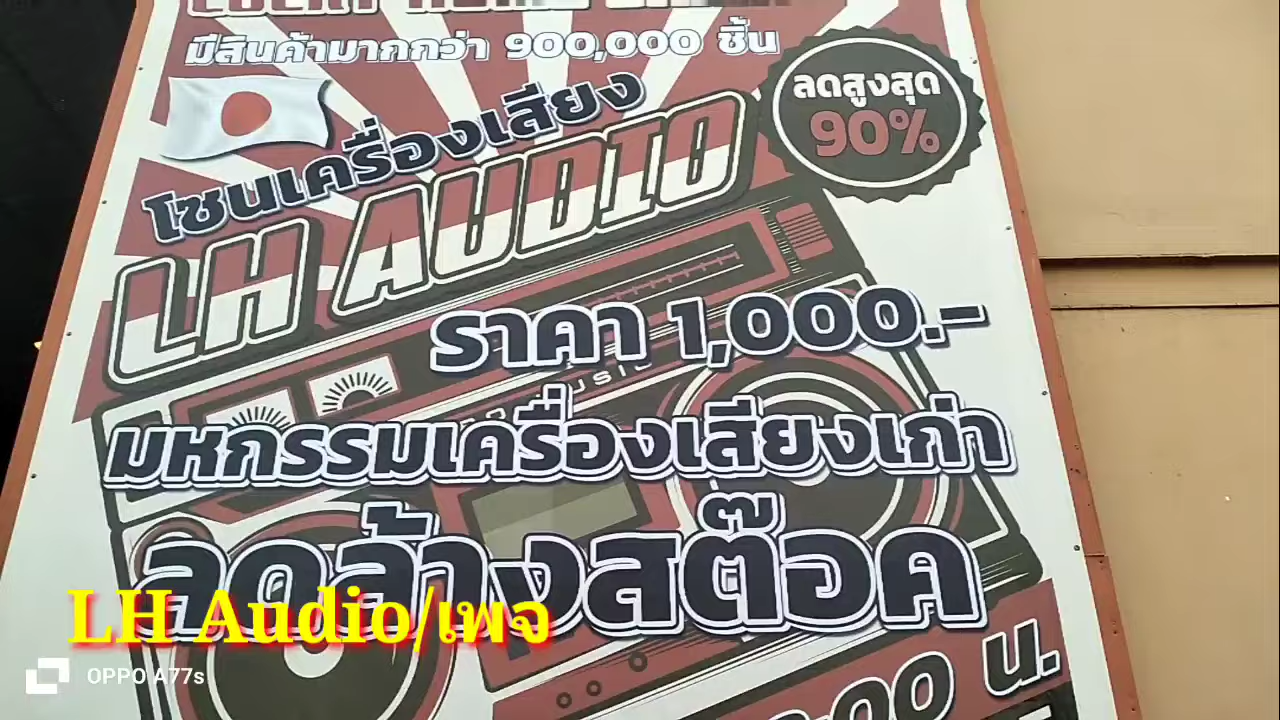 มีสินค้ามากกว่า 900,000 ชิ้น
ลดสูงสุด
90%
โซนเครื่องเสียง
LH AUDIO
ราคา 1,000.-
มหกรรมเครื่องเสียงเก่า
ลดล้างสต๊อค
LH Audio/เพจ
น.
OPPO A77s